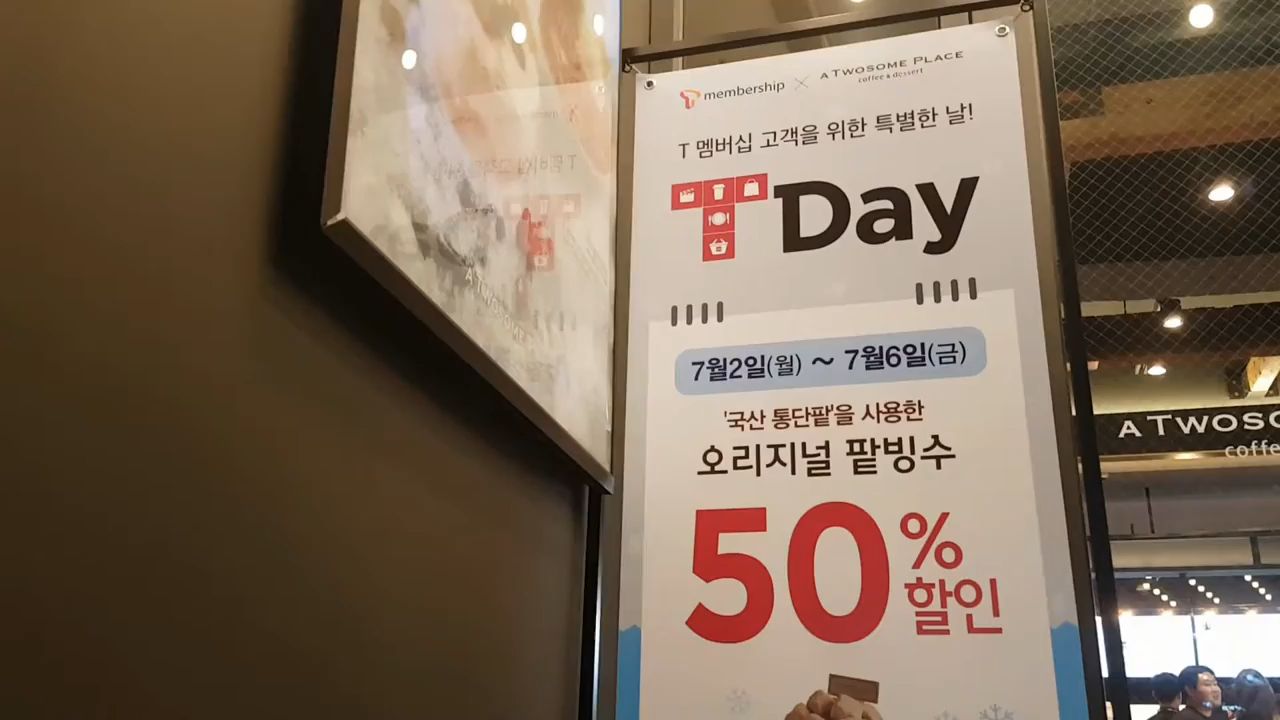 membership × A TWOSOME PLACE
coffee & dessert
T 멤버십 고객을 위한 특별한 날!
T Day
7월2일(월) ~ 7월6일(금)
'국산 통단팥'을 사용한
오리지널 팥빙수
50%
할인
A TWOSO
coffe